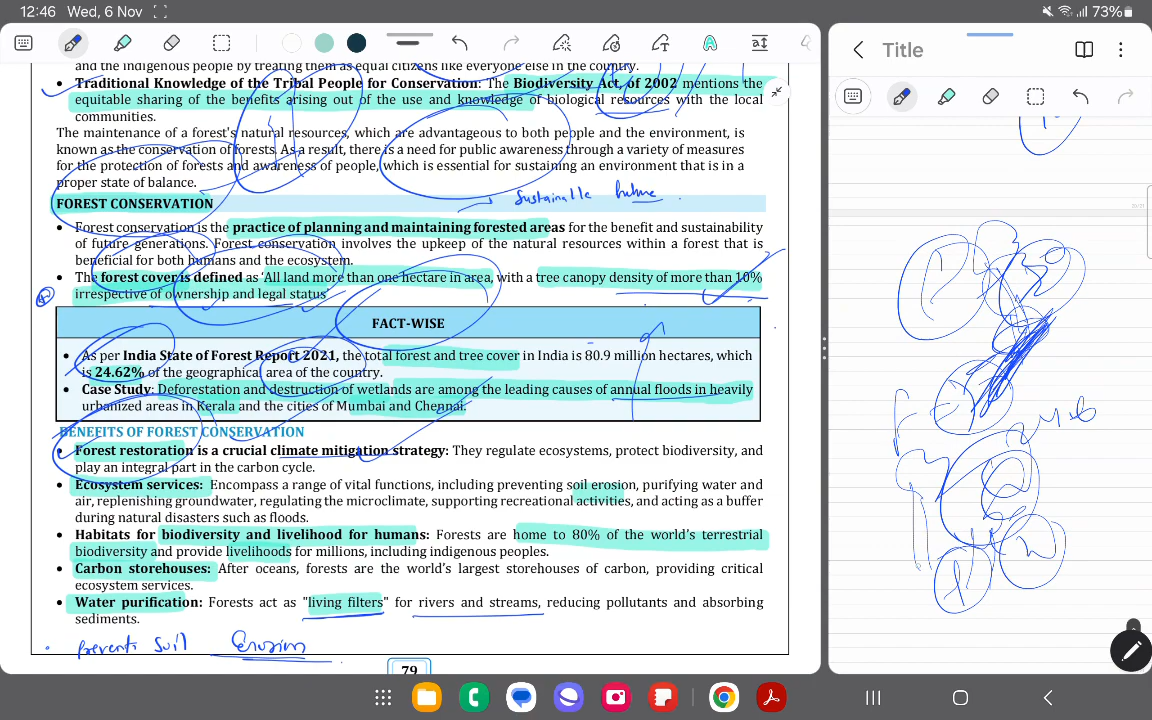 12:46 Wed, 6 Nov
73%
Title
and the indigenous people by treating them as equal citizens like everyone else in the country.
• Traditional Knowledge of the Tribal People for Conservation: The Biodiversity Act, of 2002 mentions the
equitable sharing of the benefits arising out of the use and knowledge of biological resources with the local
communities.
The maintenance of a forest's natural resources, which are advantageous to both people and the environment, is
known as the conservation of forests. As a result, there is a need for public awareness through a variety of measures
for the protection of forests and awareness of people, which is essential for sustaining an environment that is in a
proper state of balance.
sustainable future.
FOREST CONSERVATION
• Forest conservation is the practice of planning and maintaining forested areas for the benefit and sustainability
of future generations. Forest conservation involves the upkeep of the natural resources within a forest that is
beneficial for both humans and the ecosystem.
• The forest cover is defined as 'All land more than one hectare in area, with a tree canopy density of more than 10%
irrespective of ownership and legal status'
FACT-WISE
• As per India State of Forest Report 2021, the total forest and tree cover in India is 80.9 million hectares, which
is 24.62% of the geographical area of the country.
• Case Study: Deforestation and destruction of wetlands are among the leading causes of annual floods in heavily
urbanized areas in Kerala and the cities of Mumbai and Chennai.
BENEFITS OF FOREST CONSERVATION
• Forest restoration is a crucial climate mitigation strategy: They regulate ecosystems, protect biodiversity, and
play an integral part in the carbon cycle.
• Ecosystem services: Encompass a range of vital functions, including preventing soil erosion, purifying water and
air, replenishing groundwater, regulating the microclimate, supporting recreational activities, and acting as a buffer
during natural disasters such as floods.
• Habitats for biodiversity and livelihood for humans: Forests are home to 80% of the world's terrestrial
biodiversity and provide livelihoods for millions, including indigenous peoples.
• Carbon storehouses: After oceans, forests are the world's largest storehouses of carbon, providing critical
ecosystem services.
• Water purification: Forests act as "living filters" for rivers and streams, reducing pollutants and absorbing
sediments.
• prevents soil Erosion
79